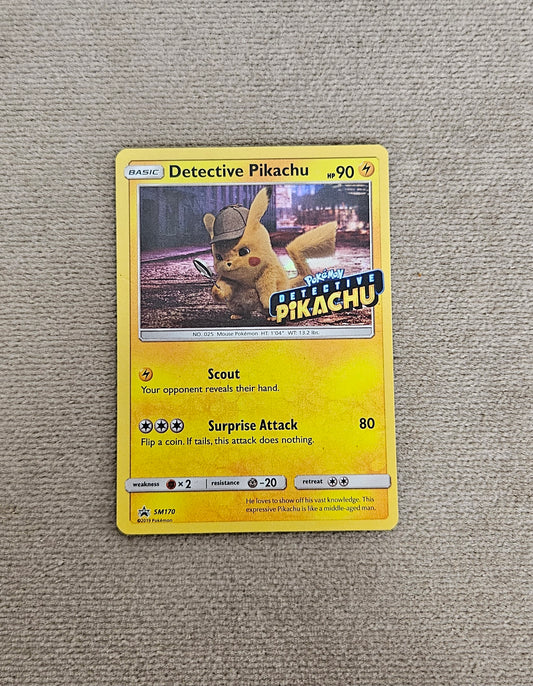 BASIC Detective Pikachu HP 90
POKÉMON
DETECTIVE
PIKACHU
NO. 025 Mouse Pokémon HT: 1'04" WT: 13.2 lbs.
Scout
Your opponent reveals their hand.
Surprise Attack 80
Flip a coin. If tails, this attack does nothing.
weakness ×2 resistance -20 retreat
He loves to show off his vast knowledge. This
expressive Pikachu is like a middle-aged man.
SM170
©2019 Pokémon